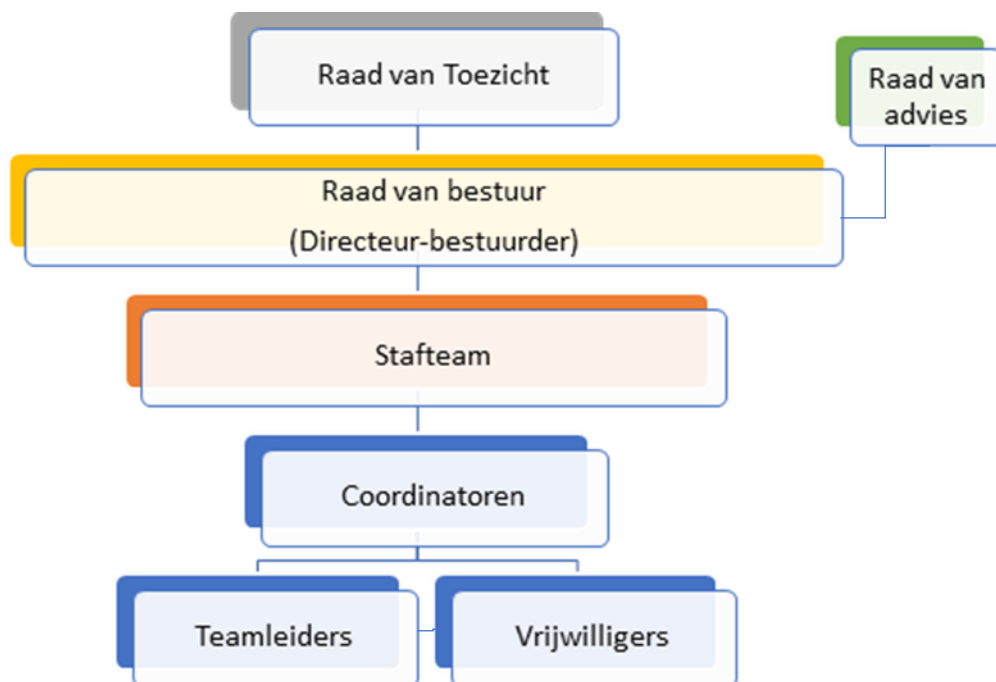 Raad van Toezicht
Raad van
advies
Raad van bestuur
(Directeur-bestuurder)
Stafteam
Coordinatoren
Teamleiders
Vrijwilligers